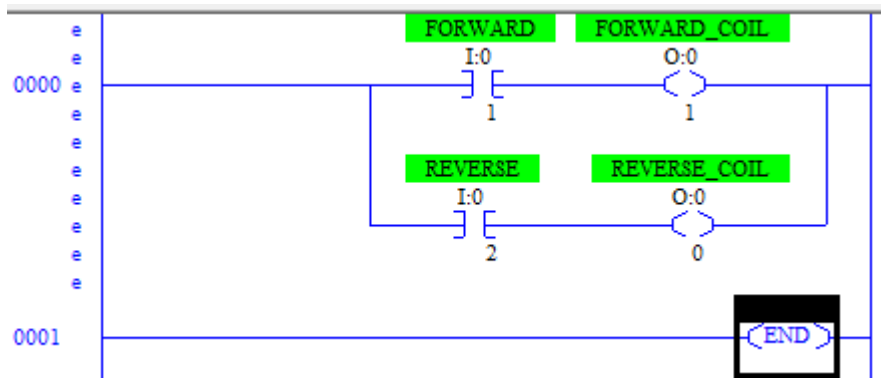 e
FORWARD FORWARD_COIL
e
I:0 O:0
0000 e
e
1 1
e
e
REVERSE REVERSE_COIL
e
I:0 O:0
e
e
2 0
e
0001
END